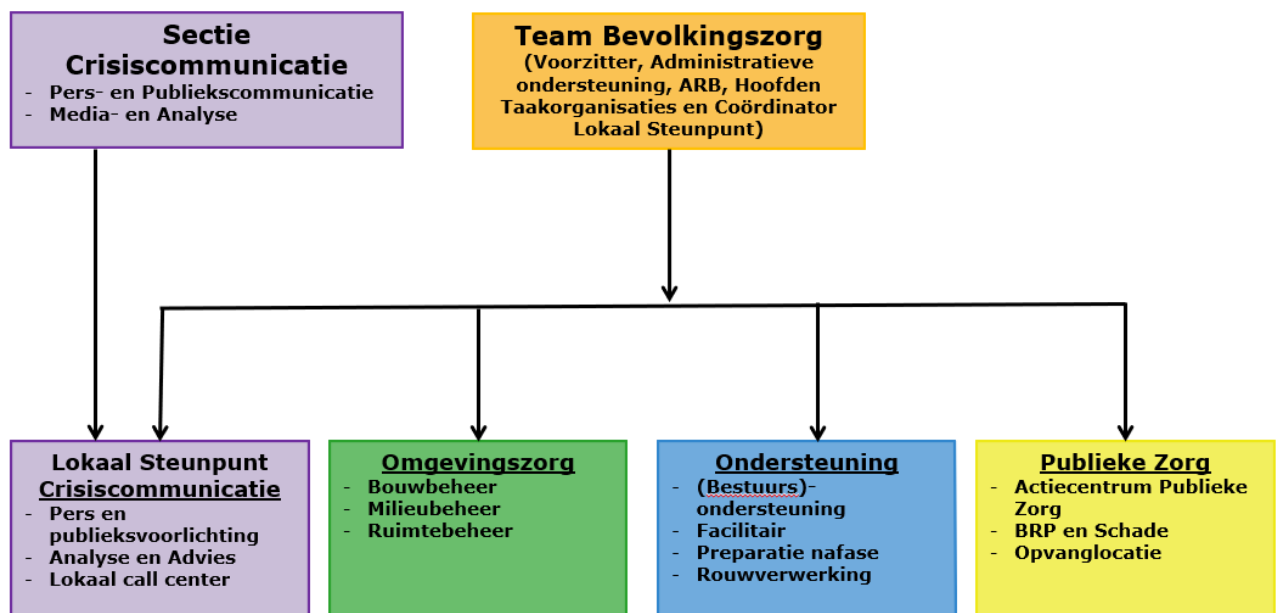 Sectie
Crisiscommunicatie
- Pers- en Publiekscommunicatie
- Media- en Analyse
Team Bevolkingszorg
(Voorzitter, Administratieve
ondersteuning, ARB, Hoofden
Taakorganisaties en Coördinator
Lokaal Steunpunt)
Lokaal Steunpunt
Crisiscommunicatie
- Pers en
publieksvoorlichting
- Analyse en Advies
- Lokaal call center
Omgevingszorg
- Bouwbeheer
- Milieubeheer
- Ruimtebeheer
Ondersteuning
- (Bestuurs)-
ondersteuning
- Facilitair
- Preparatie nafase
- Rouwverwerking
Publieke Zorg
- Actiecentrum Publieke
Zorg
- BRP en Schade
- Opvanglocatie